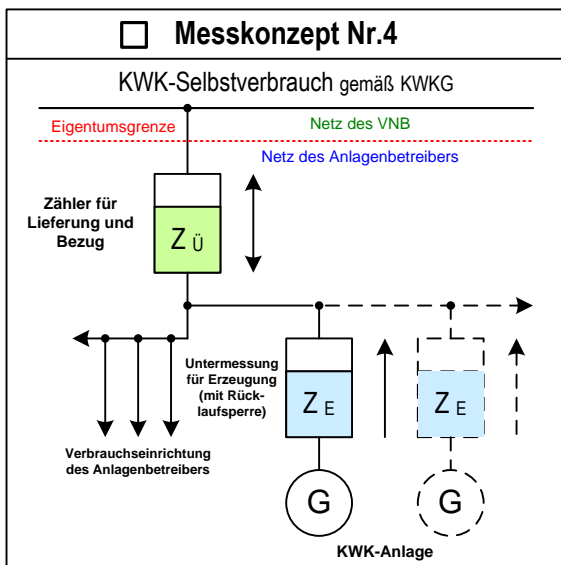 Messkonzept Nr.4
KWK-Selbstverbrauch gemäß KWKG
Eigentumsgrenze
Netz des VNB
Netz des Anlagenbetreibers
Zähler für
Lieferung und
Bezug
Z Ü
Untermessung
für Erzeugung
(mit Rück-
laufsperre)
Z E
Z E
Verbrauchseinrichtung
des Anlagenbetreibers
G
G
KWK-Anlage